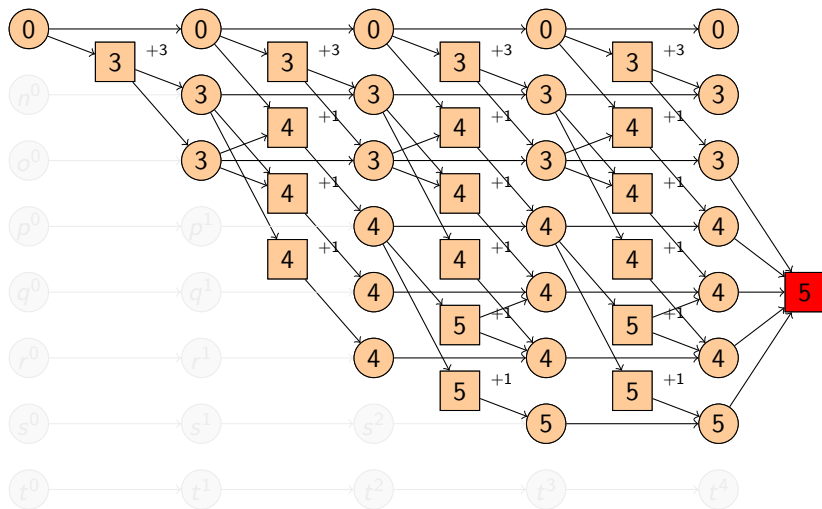 0 0 0 0 0
3 +3 3 +3 3 +3 3 +3
n⁰ 3 3 3 3
4 +1 4 +1 4 +1
o⁰ 3 3 3 3
4 +1 4 +1 4 +1
p⁰ p¹ 4 4 4
4 +1 4 +1 4 +1
q⁰ q¹ 4 4 4 5
5 +1 5 +1
r⁰ r¹ 4 4 4
5 +1 5 +1
s⁰ s¹ s² 5 5
t⁰ t¹ t² t³ t⁴